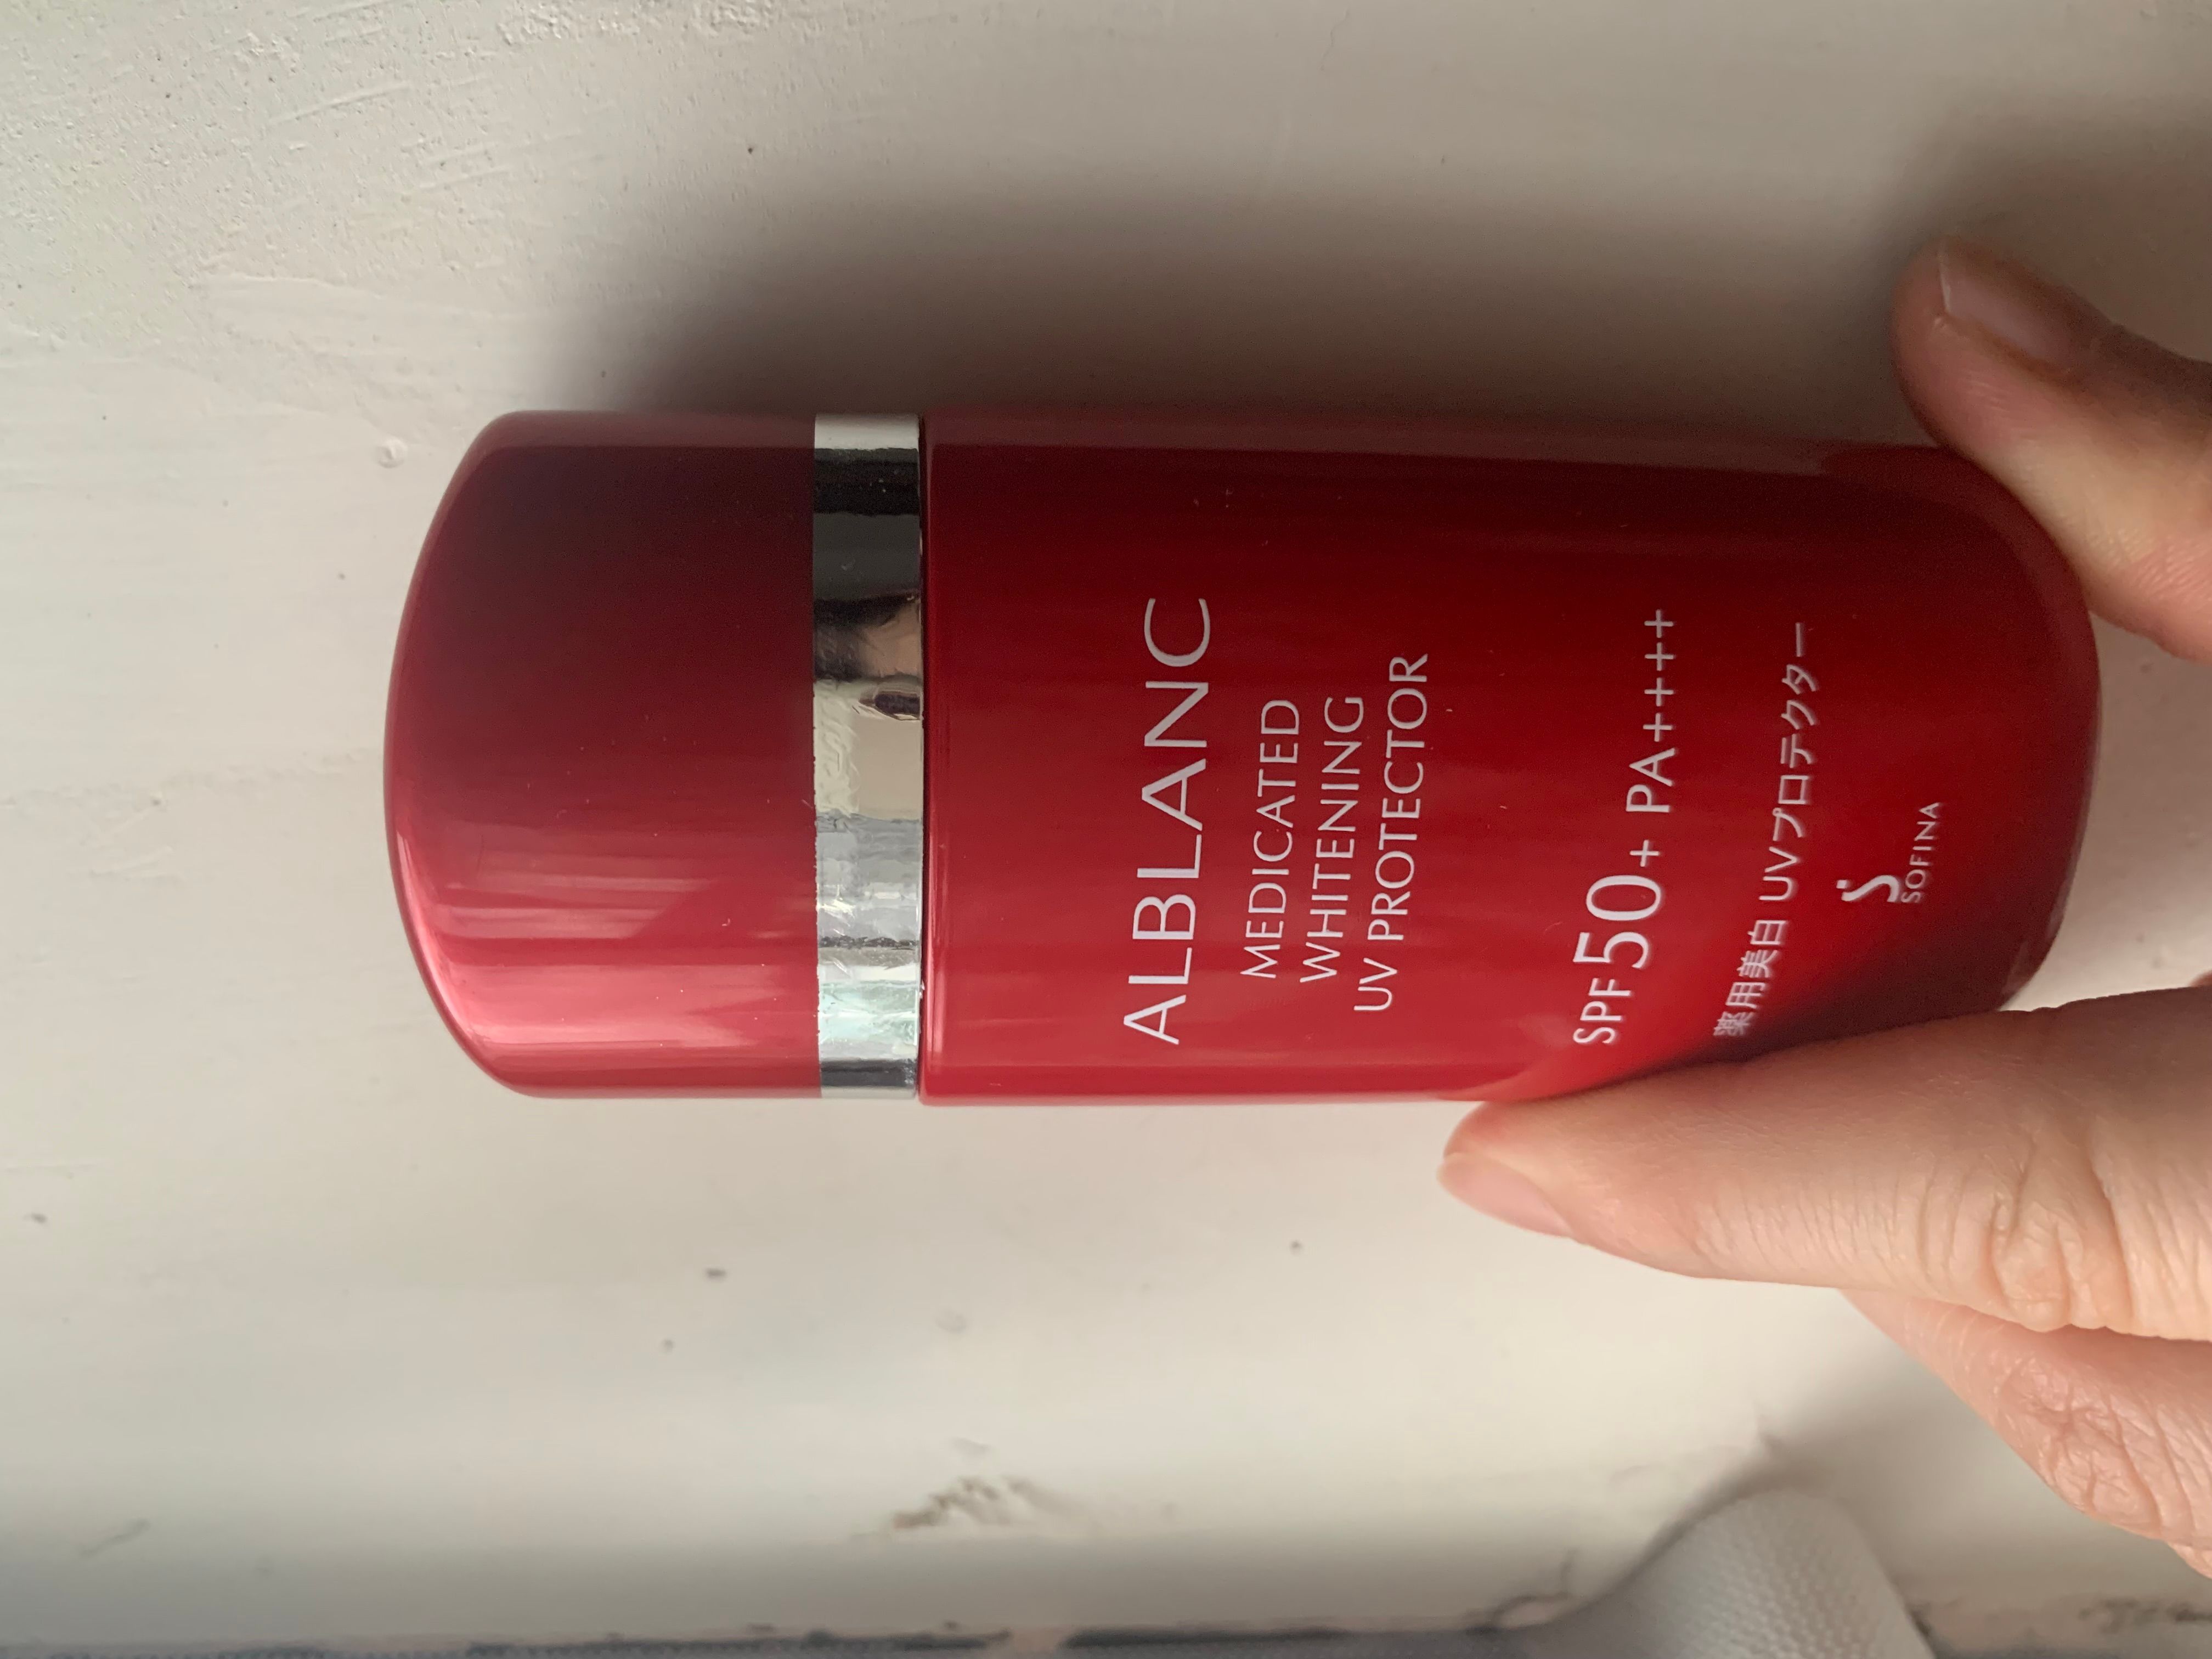 ALBLANC
MEDICATED
WHITENING
UV PROTECTOR
SPF50+ PA++++
薬用美白 UVプロテクター
SOFINA